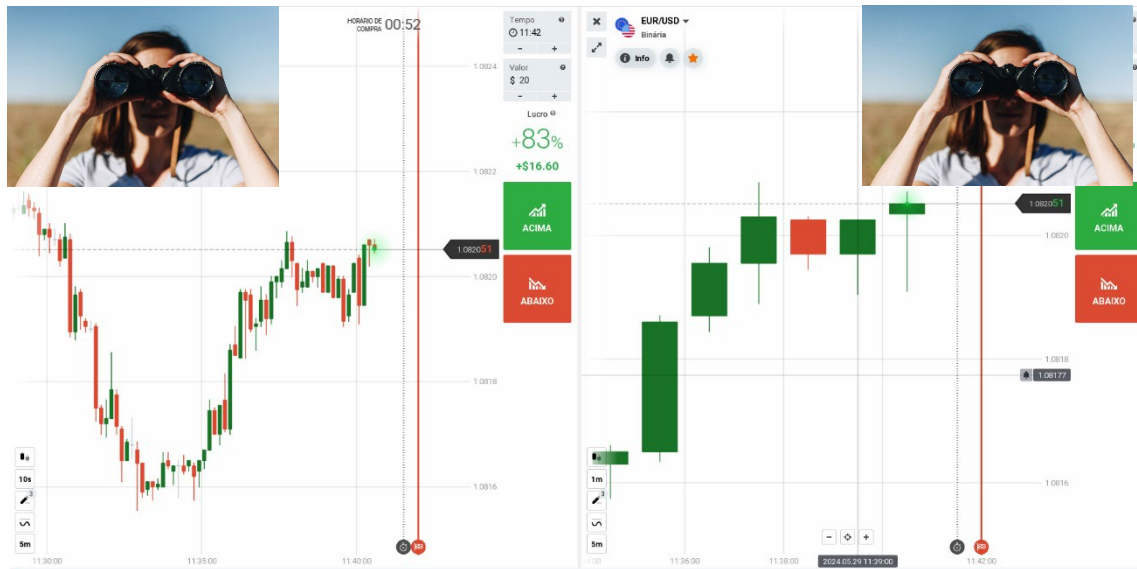 HORÁRIO DE
COMPRA
00:52
Tempo
11:42
- +
Valor
$ 20
- +
Lucro
+83%
+$16.60
ACIMA
ABAIXO
1.0824
1.0822
1.082051
1.0820
1.0818
1.0816
10s
3
5m
11:30:00
11:35:00
11:40:00
EUR/USD
Binária
Info
1.082051
1.0820
1.0818
1.08177
1.0816
ACIMA
ABAIXO
1m
3
5m
- +
11:36:00
11:38:00
2024.05.29 11:39:00
11:42:00